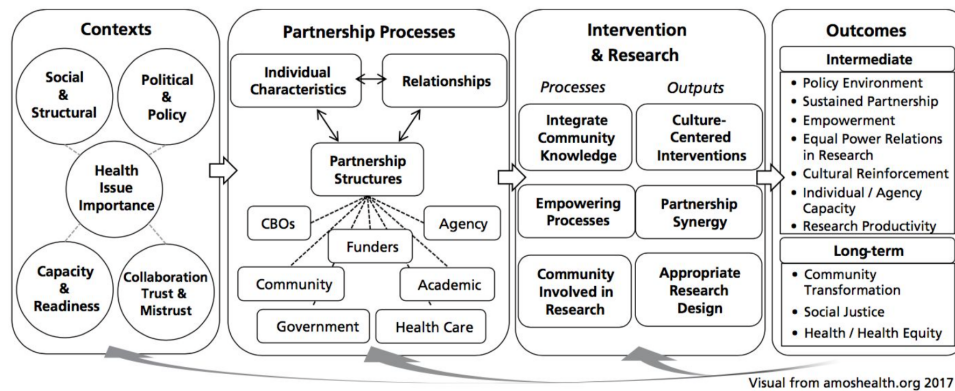 Contexts
Social
&
Structural
Political
&
Policy
Health
Issue
Importance
Capacity
&
Readiness
Collaboration
Trust &
Mistrust
Partnership Processes
Individual
Characteristics
Relationships
Partnership
Structures
CBOs
Agency
Funders
Community
Academic
Government
Health Care
Intervention
& Research
Processes
Outputs
Integrate
Community
Knowledge
Culture-
Centered
Interventions
Empowering
Processes
Partnership
Synergy
Community
Involved in
Research
Appropriate
Research
Design
Outcomes
Intermediate
• Policy Environment
• Sustained Partnership
• Empowerment
• Equal Power Relations
in Research
• Cultural Reinforcement
• Individual / Agency
Capacity
• Research Productivity
Long-term
• Community
Transformation
• Social Justice
• Health / Health Equity
Visual from amoshealth.org 2017